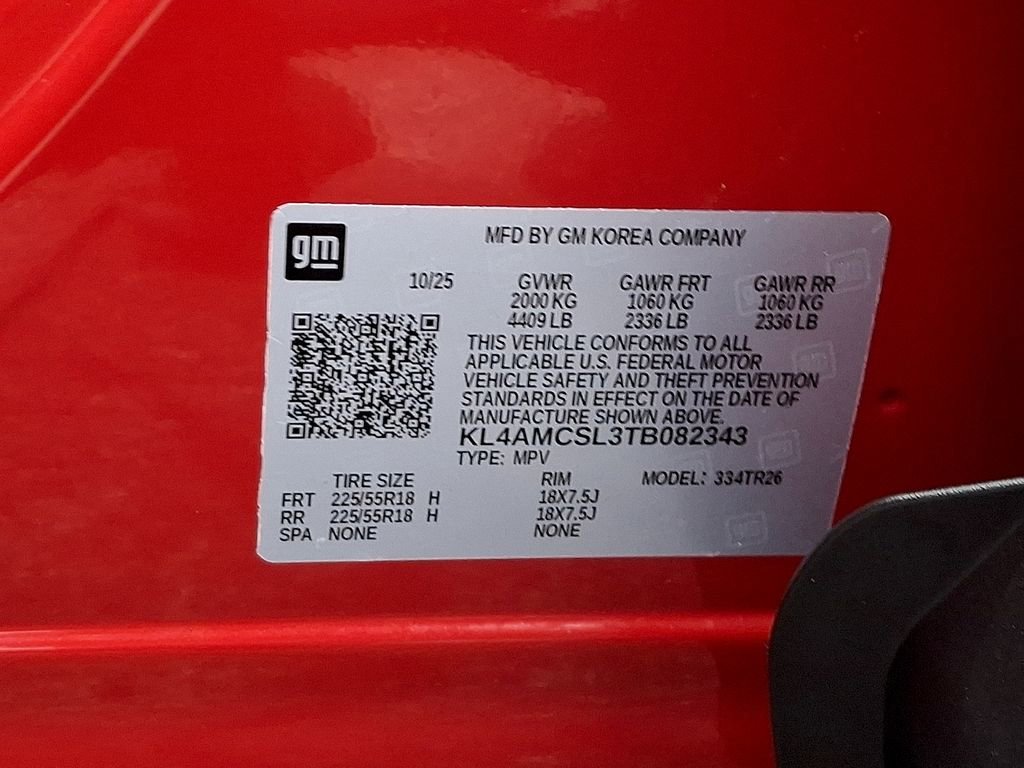 gm
MFD BY GM KOREA COMPANY
10/25 GVWR GAWR FRT GAWR RR
2000 KG 1060 KG 1060 KG
4409 LB 2336 LB 2336 LB
THIS VEHICLE CONFORMS TO ALL
APPLICABLE U.S. FEDERAL MOTOR
VEHICLE SAFETY AND THEFT PREVENTION
STANDARDS IN EFFECT ON THE DATE OF
MANUFACTURE SHOWN ABOVE.
KL4AMCSL3TB082343
TYPE: MPV
TIRE SIZE RIM MODEL: 334TR26
FRT 225/55R18 H 18X7.5J
RR 225/55R18 H 18X7.5J
SPA NONE NONE